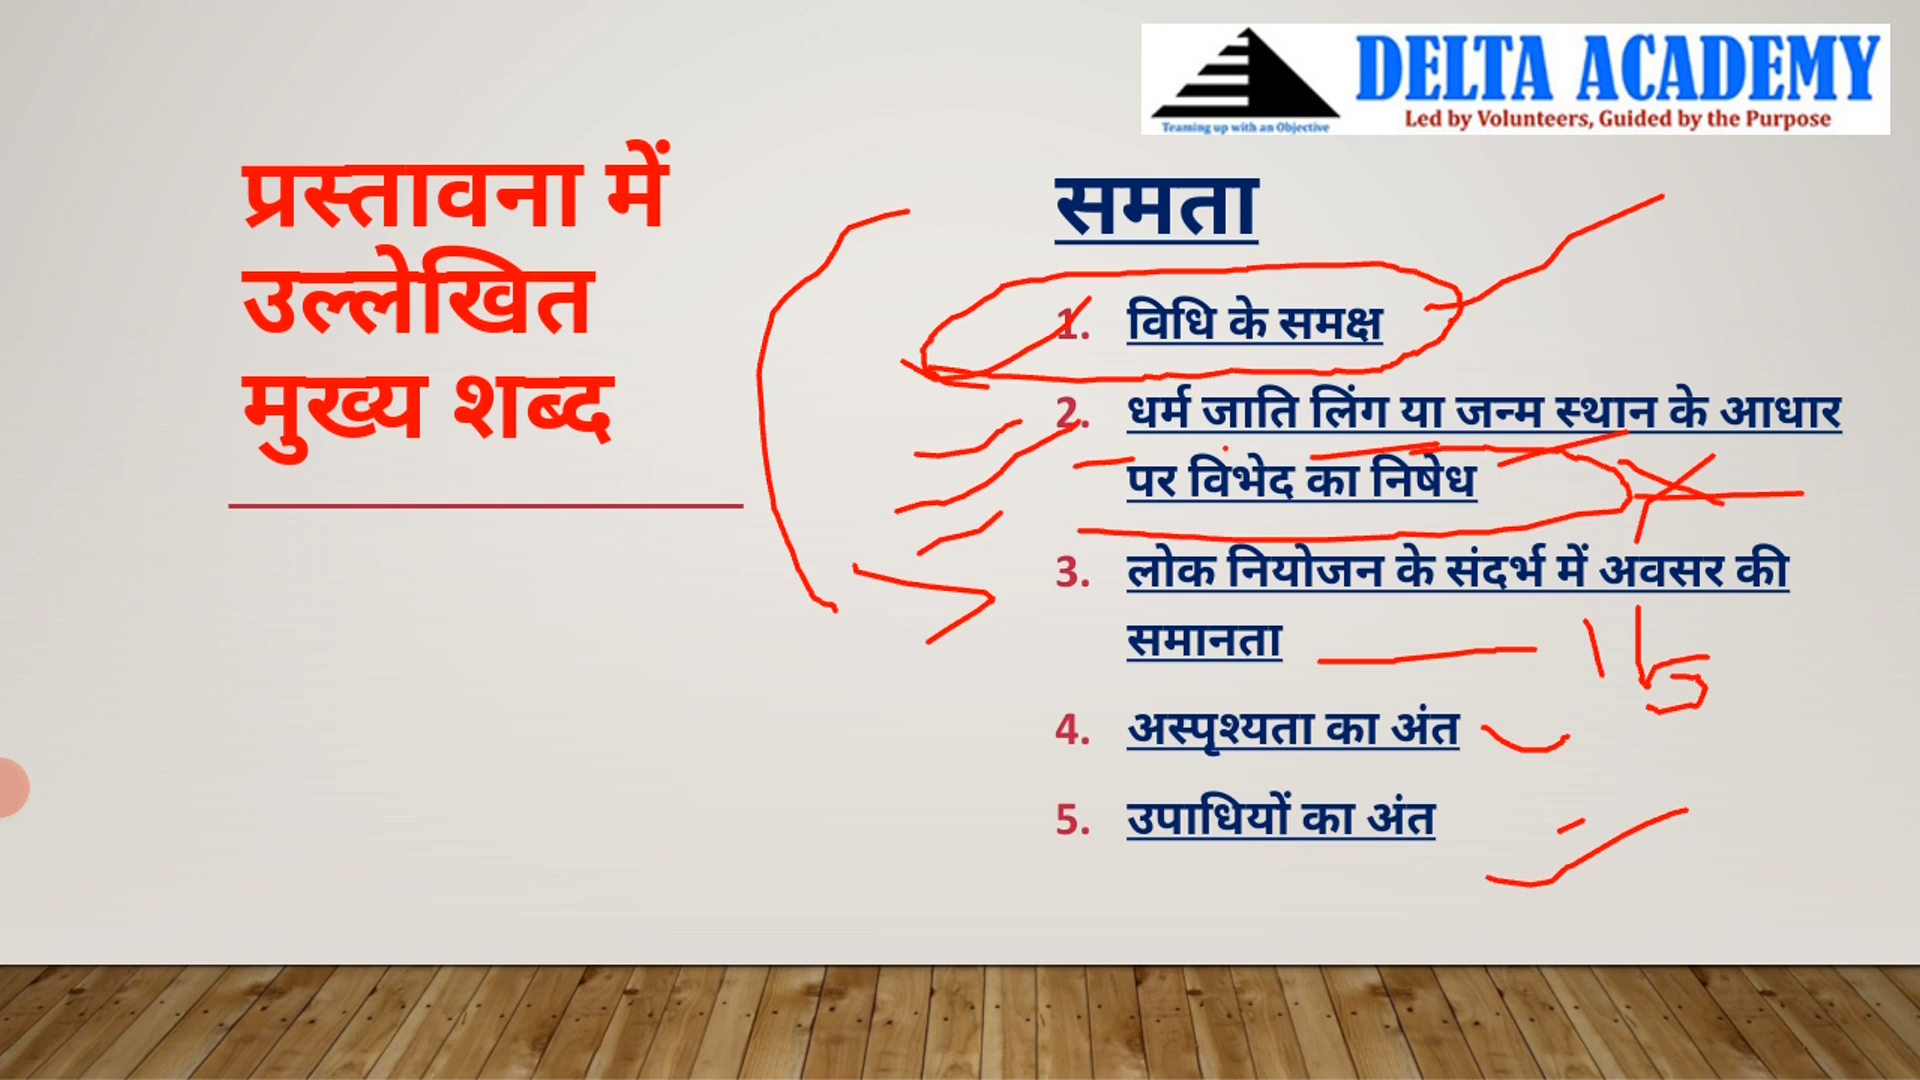 DELTA ACADEMY
Led by Volunteers, Guided by the Purpose
Teaming up with an Objective
प्रस्तावना में
उल्लेखित
मुख्य शब्द
समता
1. विधि के समक्ष
2. धर्म जाति लिंग या जन्म स्थान के आधार
पर विभेद का निषेध
3. लोक नियोजन के संदर्भ में अवसर की
समानता
15
4. अस्पृश्यता का अंत
5. उपाधियों का अंत